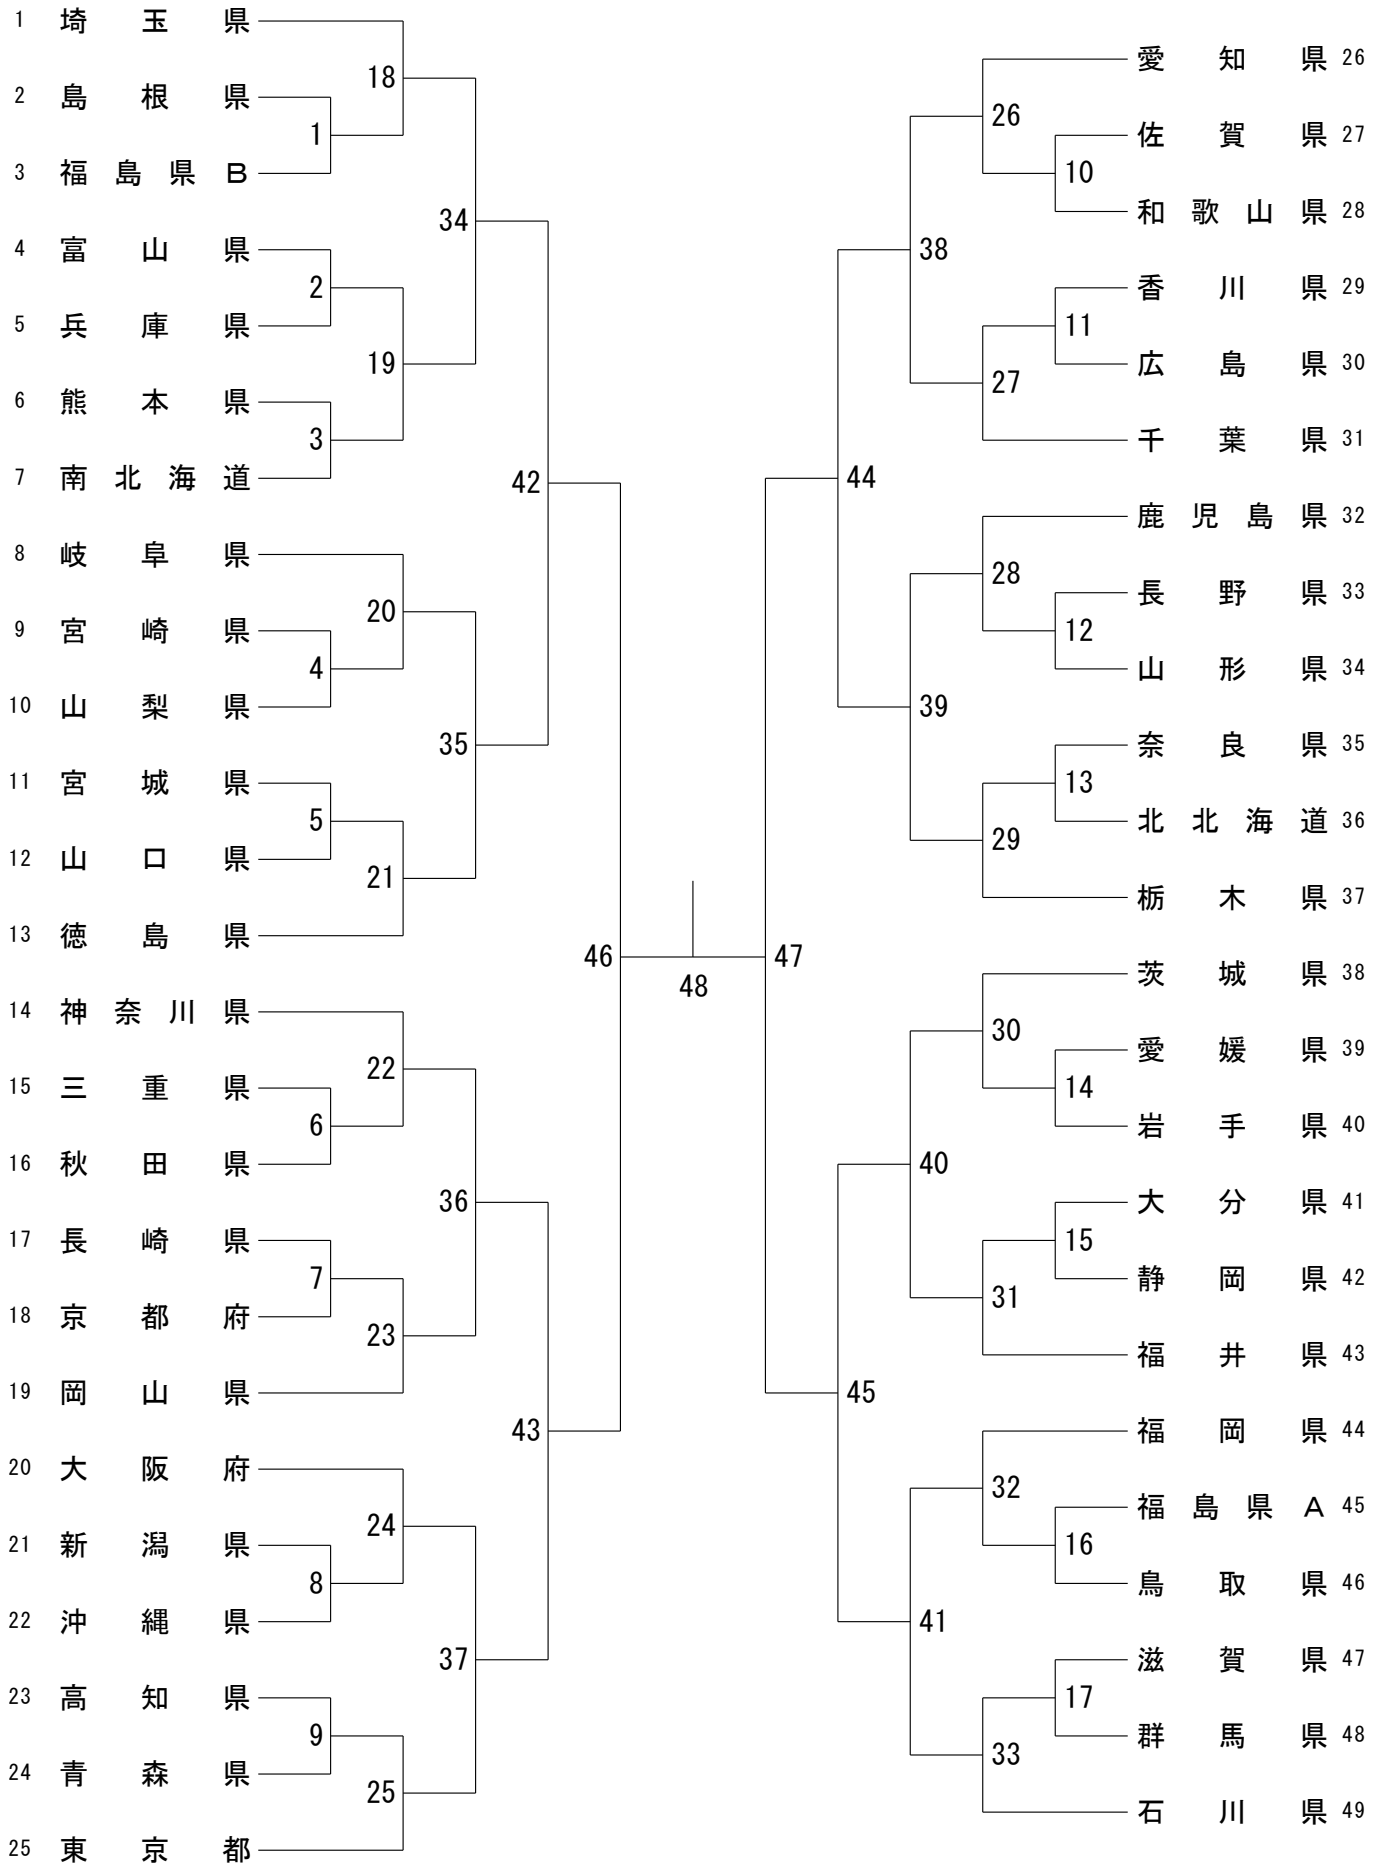 1 埼玉県
2 島根県
3 福島県B
4 富山県
5 兵庫県
6 熊本県
7 南北海道
8 岐阜県
9 宮崎県
10 山梨県
11 宮城県
12 山口県
13 徳島県
14 神奈川県
15 三重県
16 秋田県
17 長崎県
18 京都府
19 岡山県
20 大阪府
21 新潟県
22 沖縄県
23 高知県
24 青森県
25 東京都
1
2
3
4
5
6
7
8
9
18
19
20
21
22
23
24
25
34
35
36
37
42
43
46
48
47
44
45
38
39
40
41
26
27
28
29
30
31
32
33
10
11
12
13
14
15
16
17
愛知県 26
佐賀県 27
和歌山県 28
香川県 29
広島県 30
千葉県 31
鹿児島県 32
長野県 33
山形県 34
奈良県 35
北北海道 36
栃木県 37
茨城県 38
愛媛県 39
岩手県 40
大分県 41
静岡県 42
福井県 43
福岡県 44
福島県A 45
鳥取県 46
滋賀県 47
群馬県 48
石川県 49